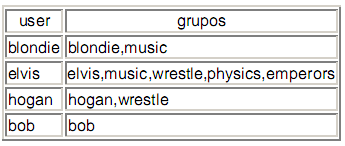 user grupos
blondie blondie,music
elvis elvis,music,wrestle,physics,emperors
hogan hogan,wrestle
bob bob